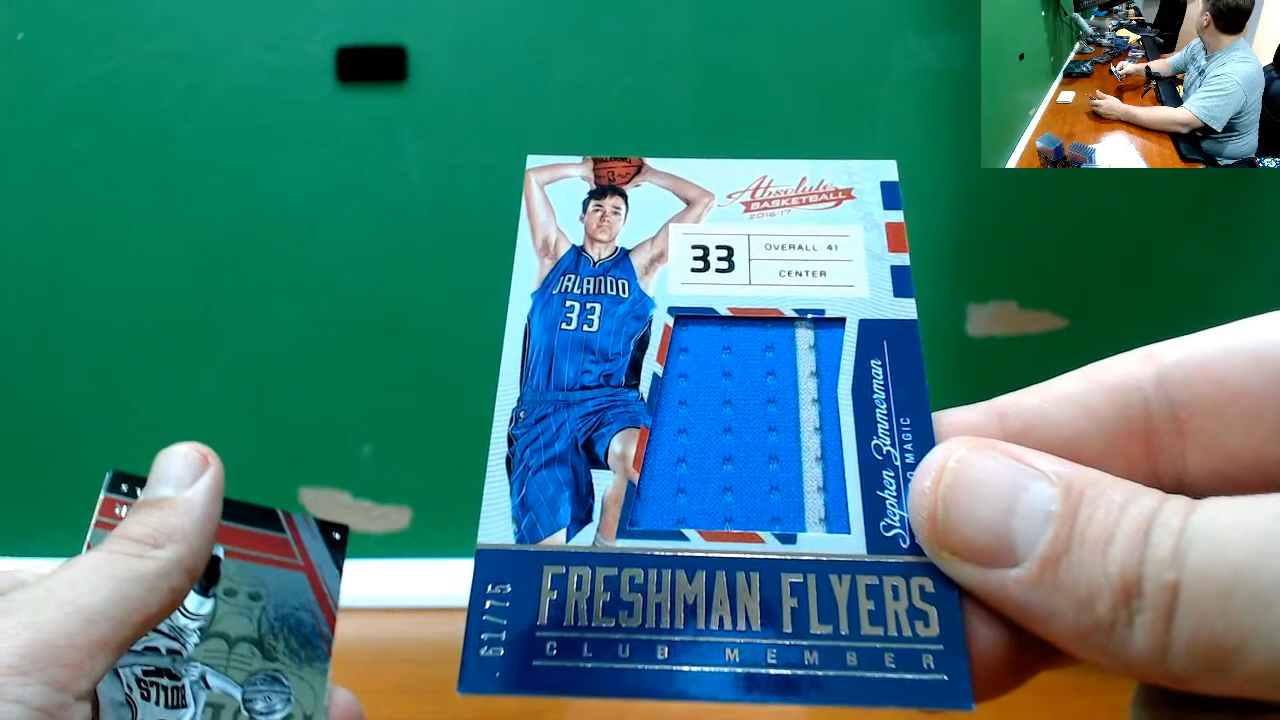 Absolute
BASKETBALL
2016-17
33
OVERALL: 41
CENTER
ORLANDO
33
Stephen Zimmerman
MAGIC
61/75
FRESHMAN FLYERS
CLUB MEMBER
BULLS